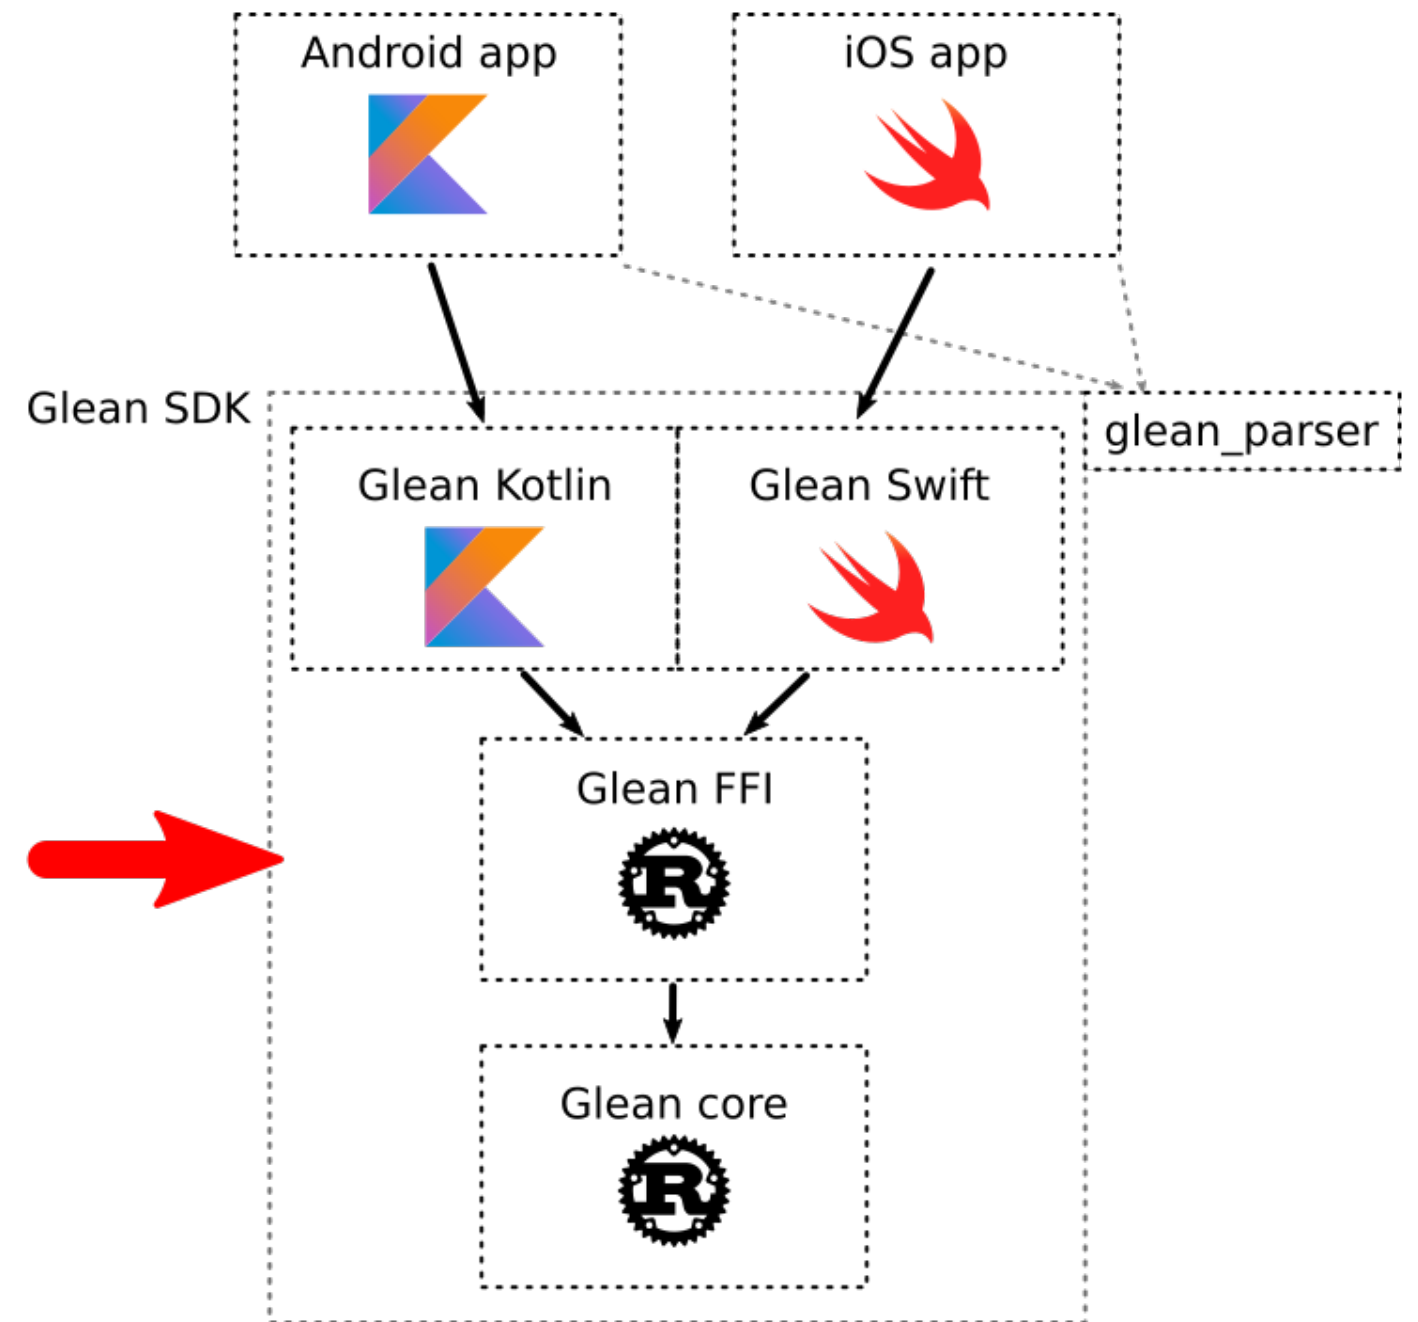 Android app
iOS app
Glean SDK
glean_parser
Glean Kotlin
Glean Swift
Glean FFI
R
Glean core
R